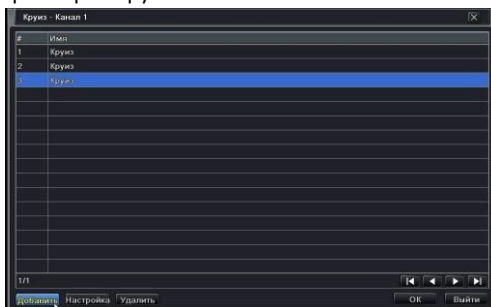 Круиз - Канал 1
# Имя
1 Круиз
2 Круиз
3 Круиз
1/1
Добавить Настройка Удалить OK Выйти